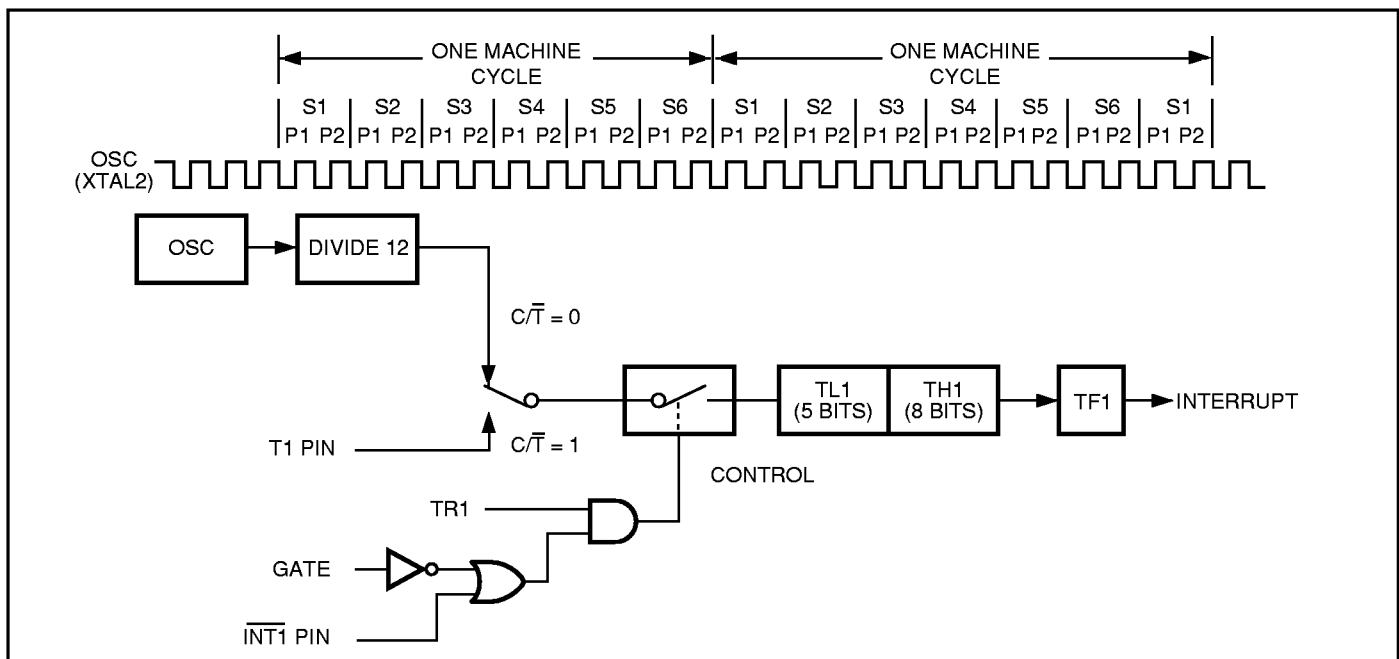 ONE MACHINE CYCLE
ONE MACHINE CYCLE
S1 S2 S3 S4 S5 S6 S1 S2 S3 S4 S5 S6 S1
P1 P2 P1 P2 P1 P2 P1 P2 P1 P2 P1 P2 P1 P2 P1 P2 P1 P2 P1 P2 P1 P2 P1 P2 P1 P2
OSC
(XTAL2)
OSC
DIVIDE 12
C/T̅ = 0
TL1
(5 BITS)
TH1
(8 BITS)
TF1
INTERRUPT
T1 PIN
C/T̅ = 1
CONTROL
TR1
GATE
I̅N̅T̅1̅ PIN